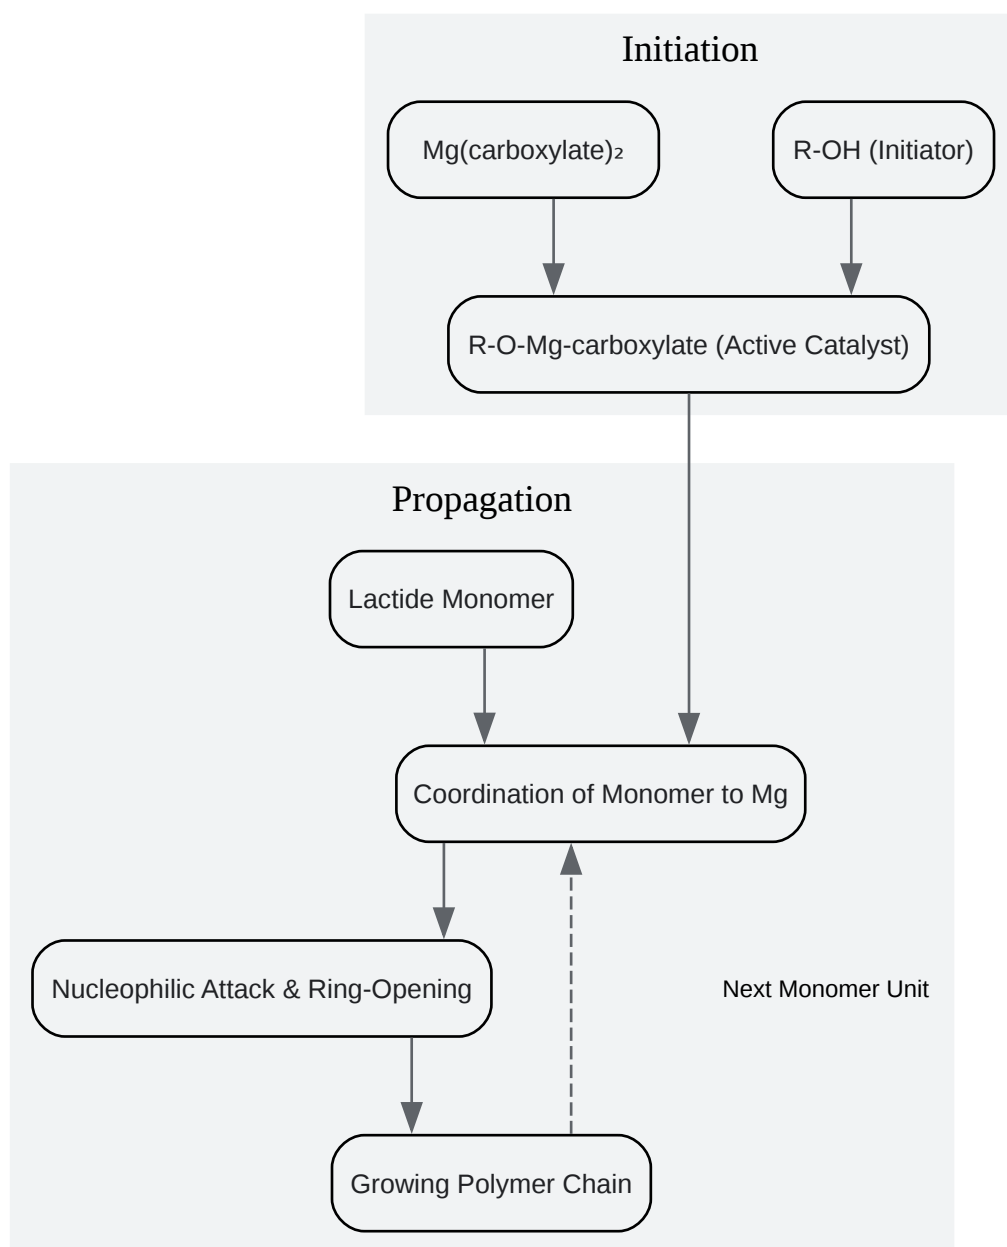 Initiation
Mg(carboxylate)₂
R-OH (Initiator)
R-O-Mg-carboxylate (Active Catalyst)
Propagation
Lactide Monomer
Coordination of Monomer to Mg
Nucleophilic Attack & Ring-Opening
Next Monomer Unit
Growing Polymer Chain